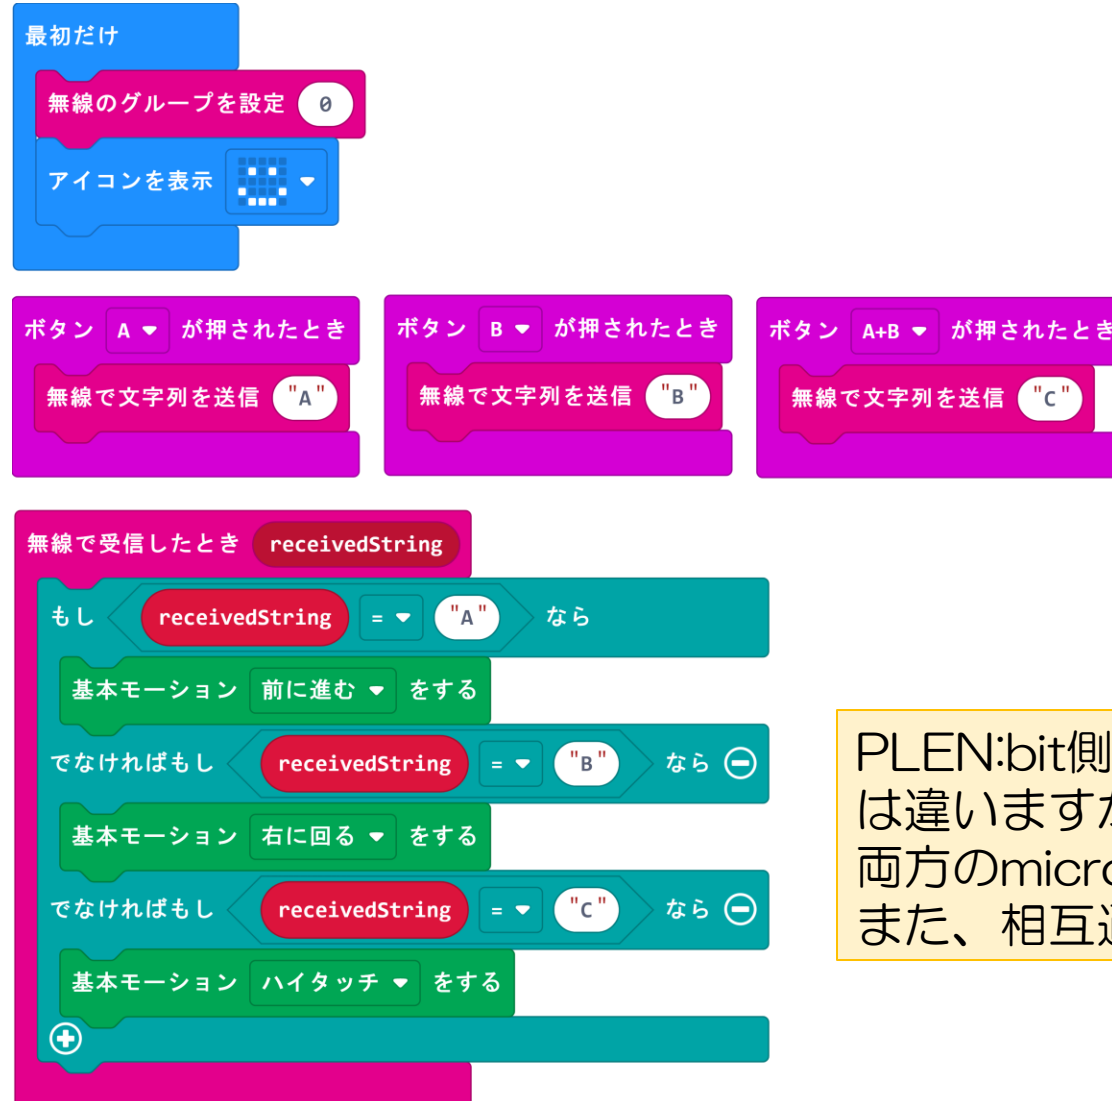 最初だけ
無線のグループを設定 0
アイコンを表示
ボタン A が押されたとき
無線で文字列を送信 "A"
ボタン B が押されたとき
無線で文字列を送信 "B"
ボタン A+B が押されたとき
無線で文字列を送信 "C"
無線で受信したとき receivedString
もし receivedString = "A" なら
基本モーション 前に進む をする
でなければもし receivedString = "B" なら
基本モーション 右に回る をする
でなければもし receivedString = "C" なら
基本モーション ハイタッチ をする
PLEN:bit側
は違います
両方のmicro
また、相互